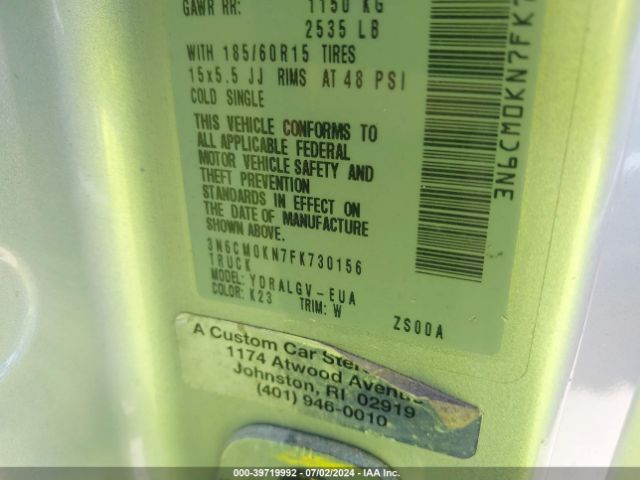 GAWR RR: 1150 KG
2535 LB
WITH 185/60R15 TIRES
15x5.5 JJ RIMS AT 48 PSI
COLD SINGLE
THIS VEHICLE CONFORMS TO
ALL APPLICABLE FEDERAL
MOTOR VEHICLE SAFETY AND
THEFT PREVENTION
STANDARDS IN EFFECT ON
THE DATE OF MANUFACTURE
SHOWN ABOVE.
3N6CM0KN7FK730156
TRUCK
MODEL: YDRALGV-EUA
COLOR: K23 TRIM: W
ZS00A
3N6CM0KN7FK7
A Custom Car
1174 Atwood Avenue
Johnston, RI 02919
(401) 946-0010
000-39719992 / 07/02/2024 / IAA Inc.